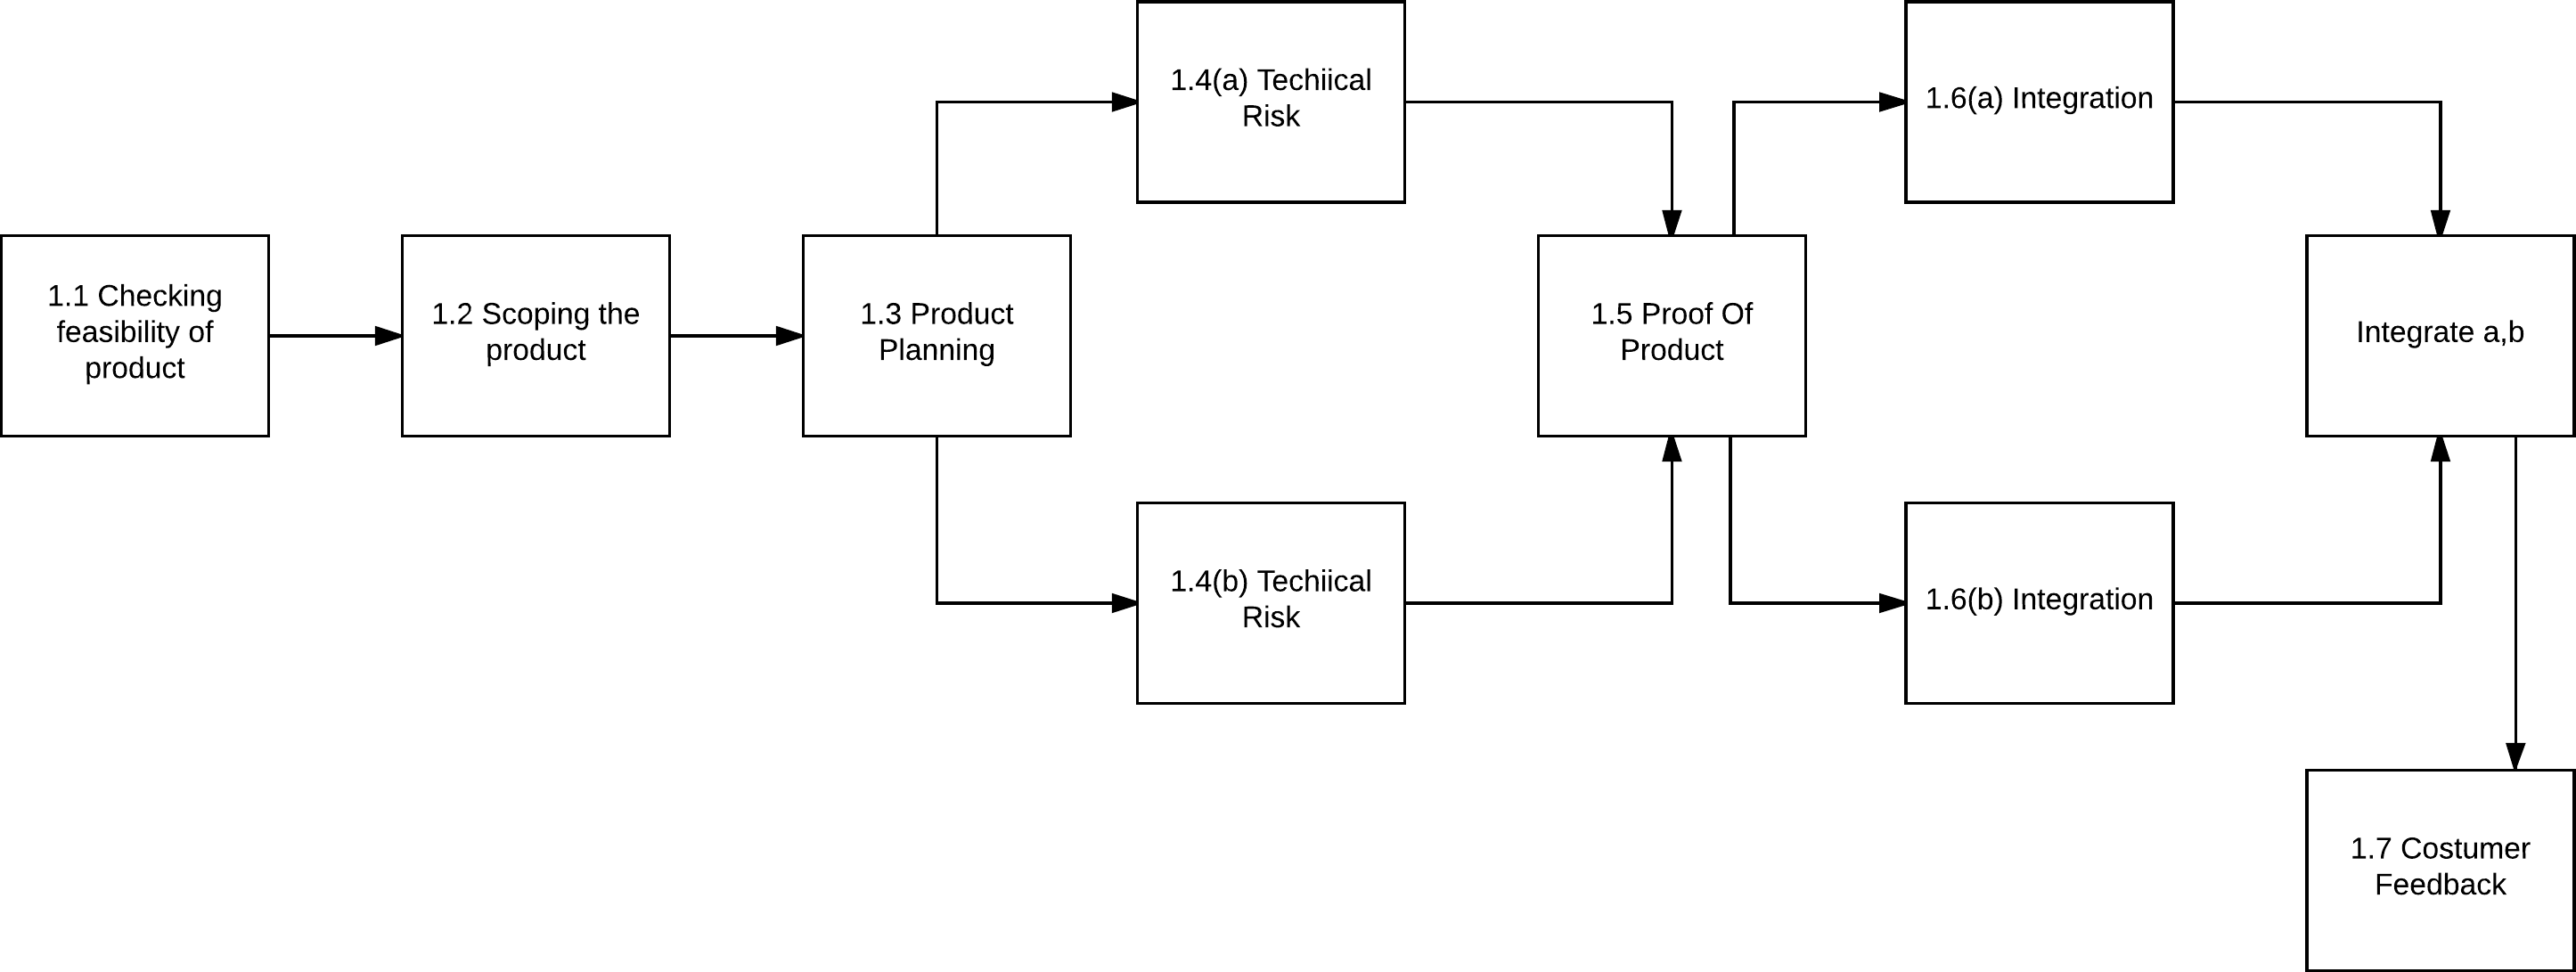 1.1 Checking
feasibility of
product
1.2 Scoping the
product
1.3 Product
Planning
1.4(a) Techiical
Risk
1.4(b) Techiical
Risk
1.5 Proof Of
Product
1.6(a) Integration
1.6(b) Integration
Integrate a,b
1.7 Costumer
Feedback